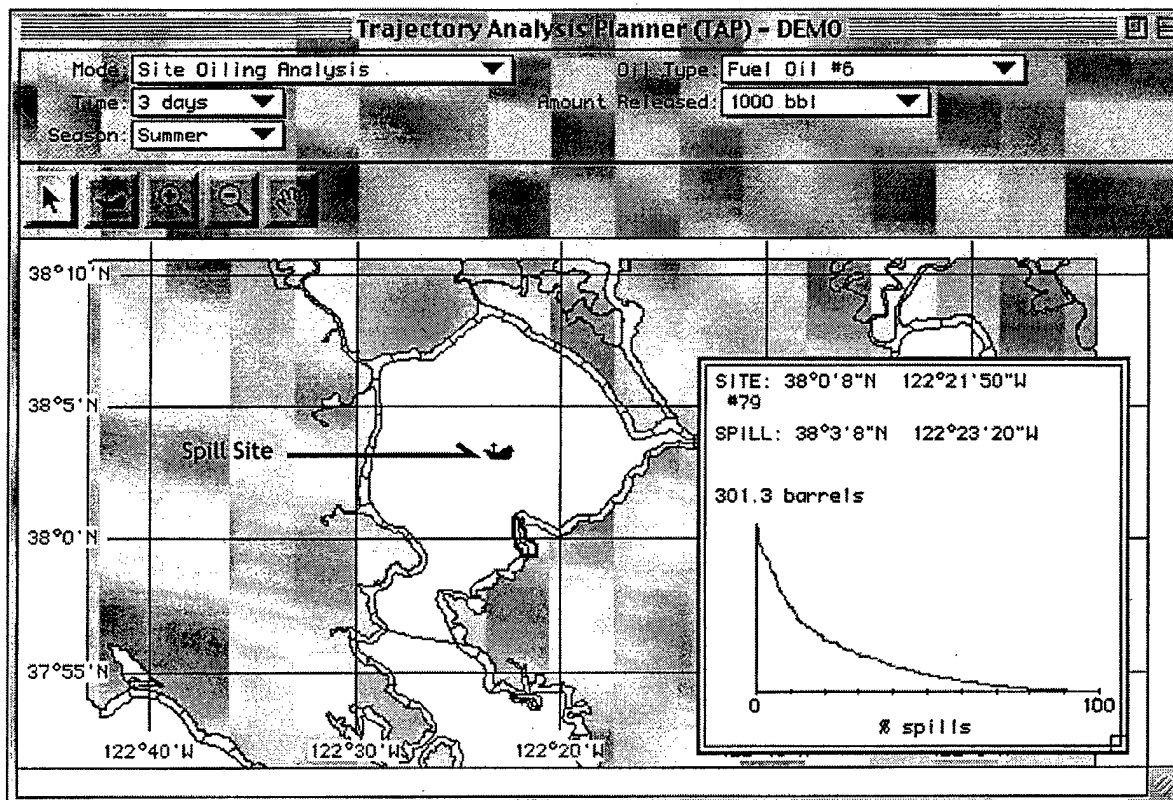 Trajectory Analysis Planner (TAP) - DEMO
Mode: Site Oiling Analysis
Oil Type: Fuel Oil #6
Time: 3 days
Amount Released: 1000 bbl
Season: Summer
38°10'N
38°5'N
38°0'N
37°55'N
Spill Site
SITE: 38°0'8"N 122°21'50"W
#79
SPILL: 38°3'8"N 122°23'20"W
301.3 barrels
0
100
% spills
122°40'W
122°30'W
122°20'W